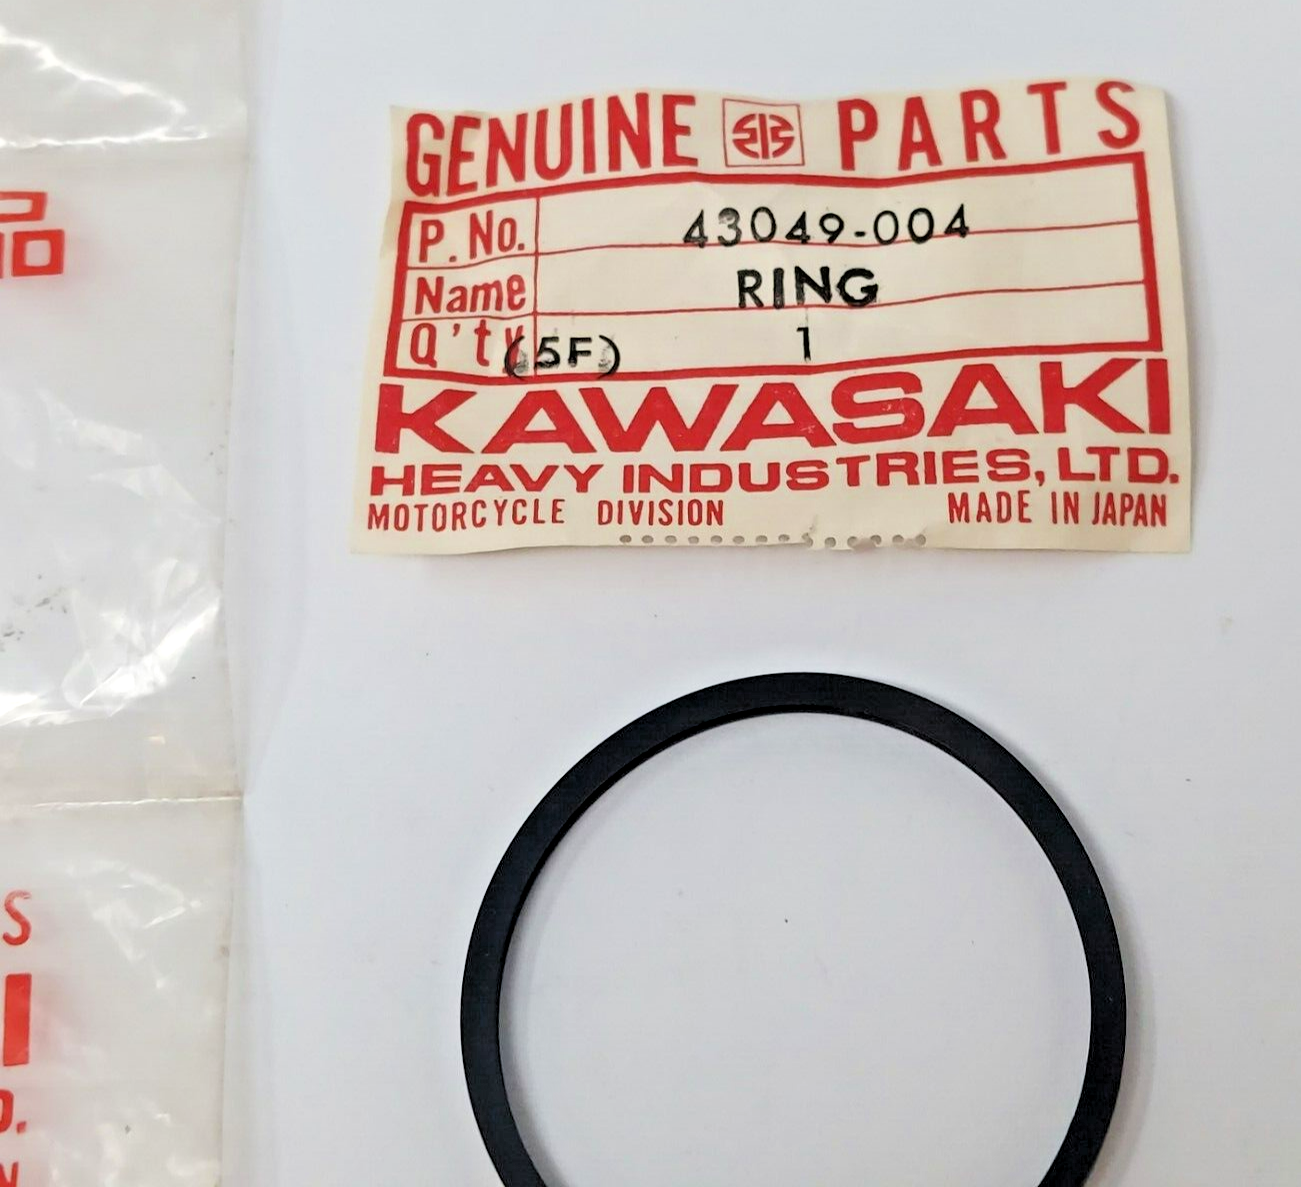 GENUINE PARTS
P. No. 43049-004
Name RING
Q'ty (5F) 1
KAWASAKI
HEAVY INDUSTRIES, LTD.
MOTORCYCLE DIVISION MADE IN JAPAN
S
I
D.
N